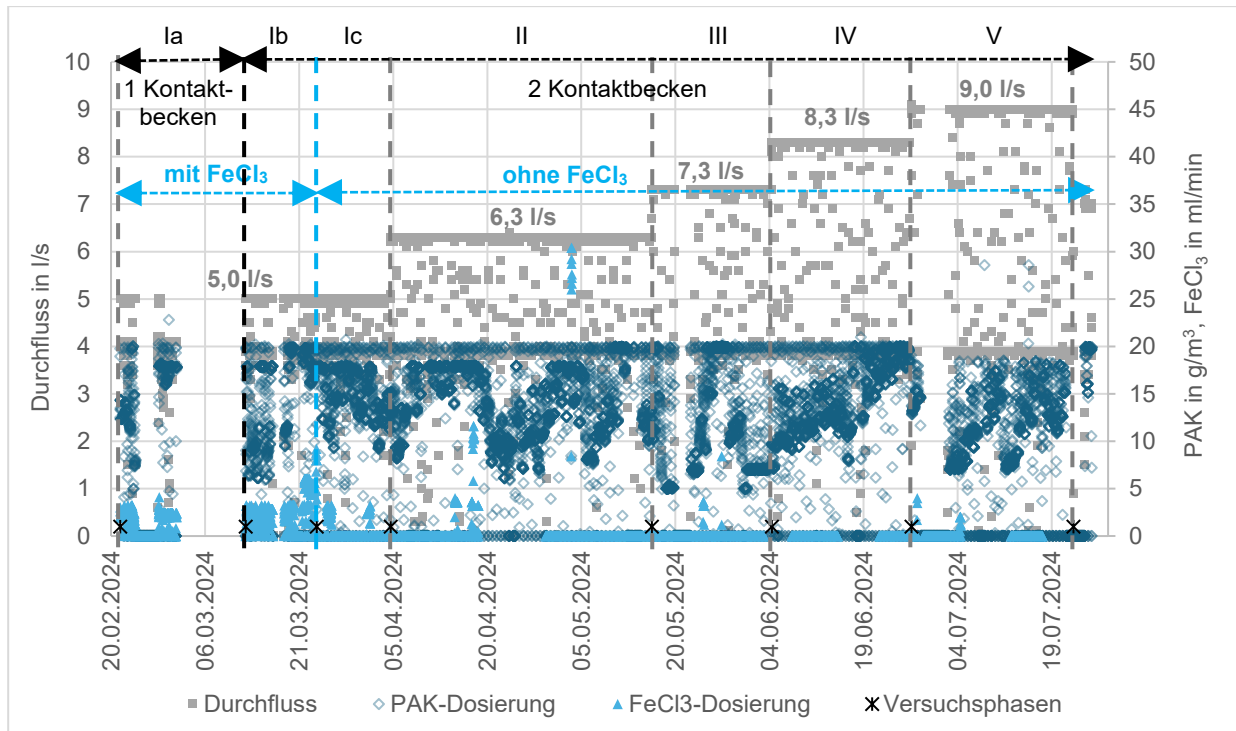 Ia Ib Ic II III IV V
10 9 8 7 6 5 4 3 2 1 0
Durchfluss in l/s
1 Kontakt-
becken
2 Kontaktbecken
mit FeCl₃
ohne FeCl₃
5,0 l/s
6,3 l/s
7,3 l/s
8,3 l/s
9,0 l/s
50 45 40 35 30 25 20 15 10 5 0
PAK in g/m³, FeCl₃ in ml/min
20.02.2024 06.03.2024 21.03.2024 05.04.2024 20.04.2024 05.05.2024 20.05.2024 04.06.2024 19.06.2024 04.07.2024 19.07.2024
Durchfluss PAK-Dosierung FeCl3-Dosierung Versuchsphasen